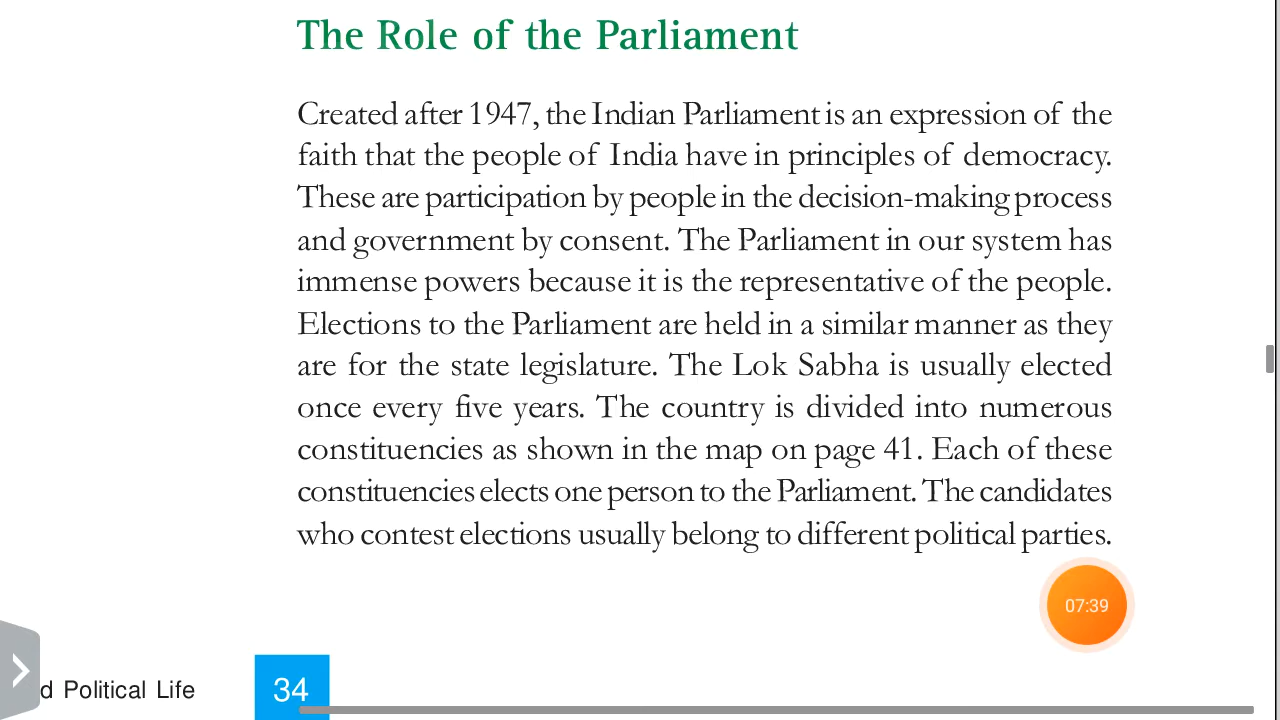 The Role of the Parliament
Created after 1947, the Indian Parliament is an expression of the
faith that the people of India have in principles of democracy.
These are participation by people in the decision-making process
and government by consent. The Parliament in our system has
immense powers because it is the representative of the people.
Elections to the Parliament are held in a similar manner as they
are for the state legislature. The Lok Sabha is usually elected
once every five years. The country is divided into numerous
constituencies as shown in the map on page 41. Each of these
constituencies elects one person to the Parliament. The candidates
who contest elections usually belong to different political parties.
07:39
d Political Life
34